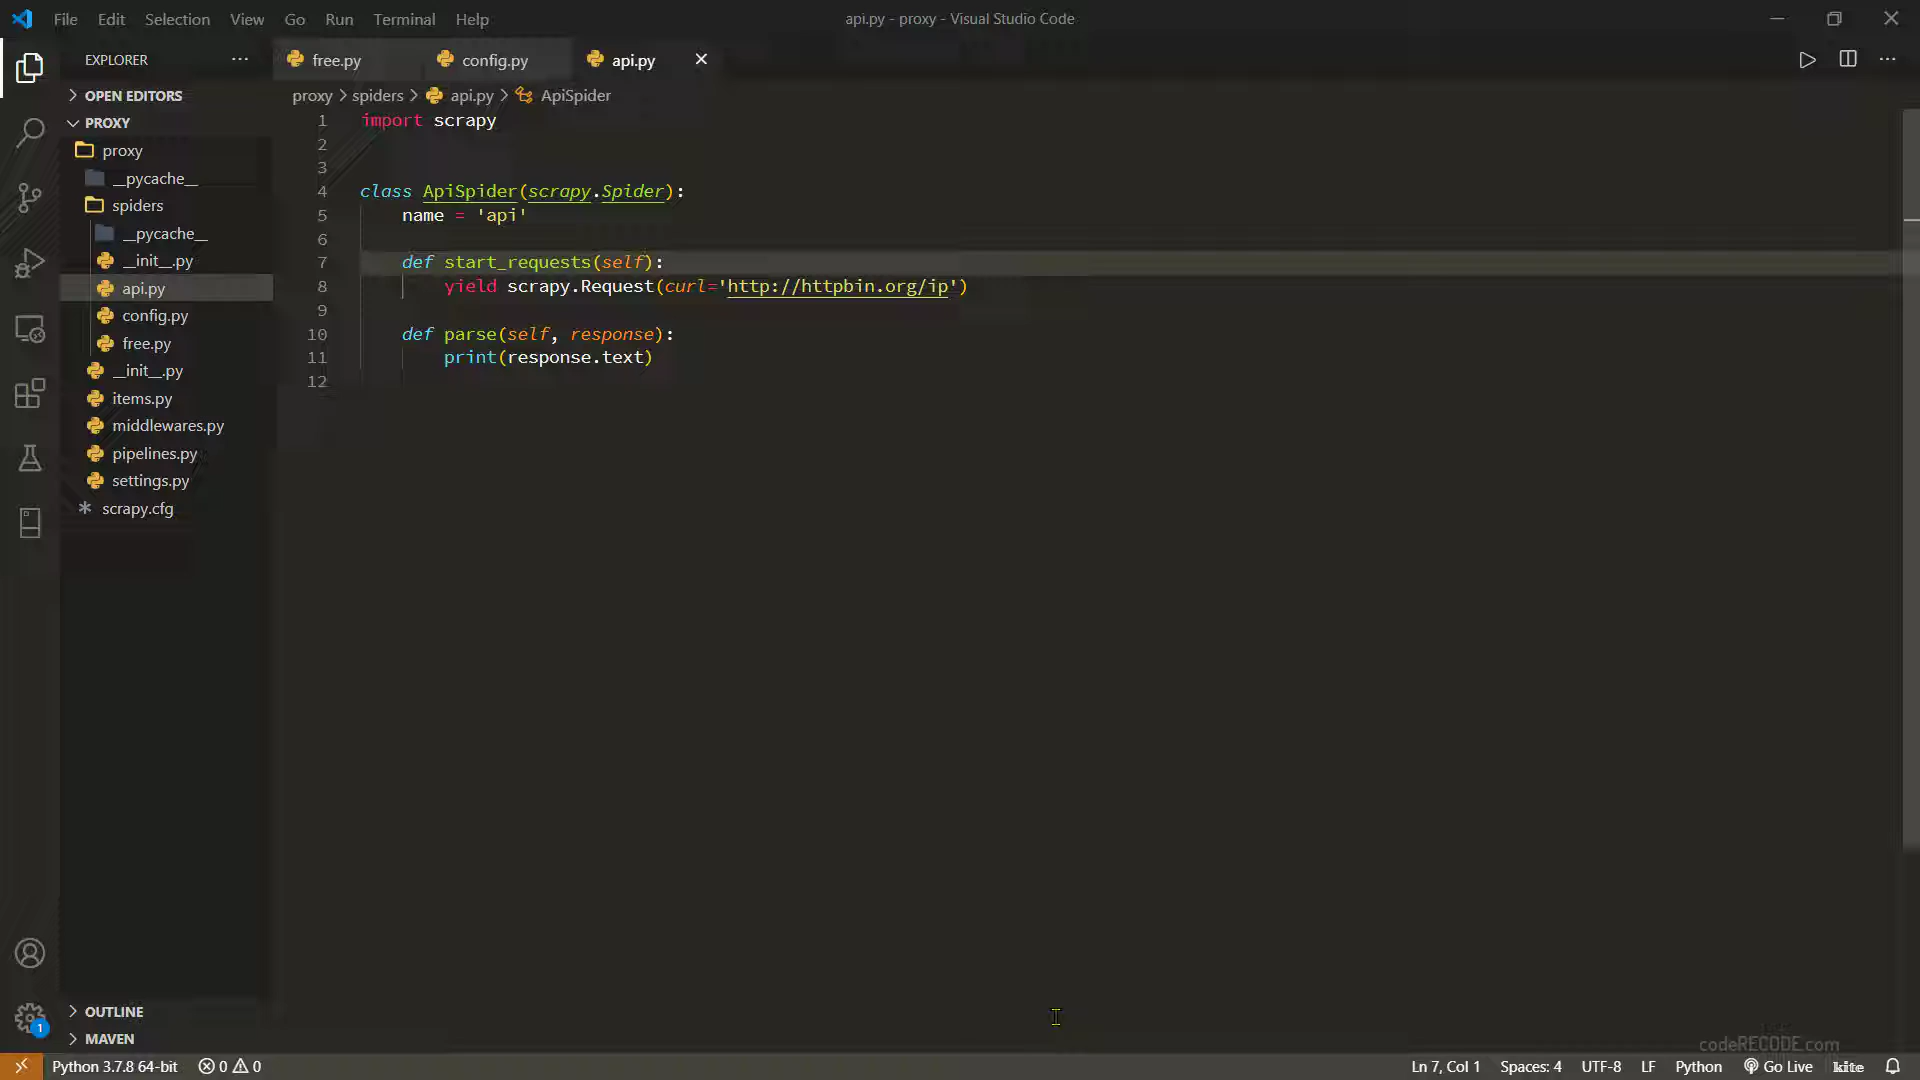 File Edit Selection View Go Run Terminal Help
api.py - proxy - Visual Studio Code
EXPLORER
free.py
config.py
api.py
OPEN EDITORS
proxy > spiders > api.py > ApiSpider
PROXY
proxy
__pycache__
spiders
__pycache__
__init__.py
api.py
config.py
free.py
__init__.py
items.py
middlewares.py
pipelines.py
settings.py
scrapy.cfg
1 import scrapy
2
3
4 class ApiSpider(scrapy.Spider):
5 name = 'api'
6
7 def start_requests(self):
8 yield scrapy.Request(curl='http://httpbin.org/ip')
9
10 def parse(self, response):
11 print(response.text)
12
OUTLINE
MAVEN
1
codeRECODE.com
Python 3.7.8 64-bit 0 0 Ln 7, Col 1 Spaces: 4 UTF-8 LF Python Go Live kite